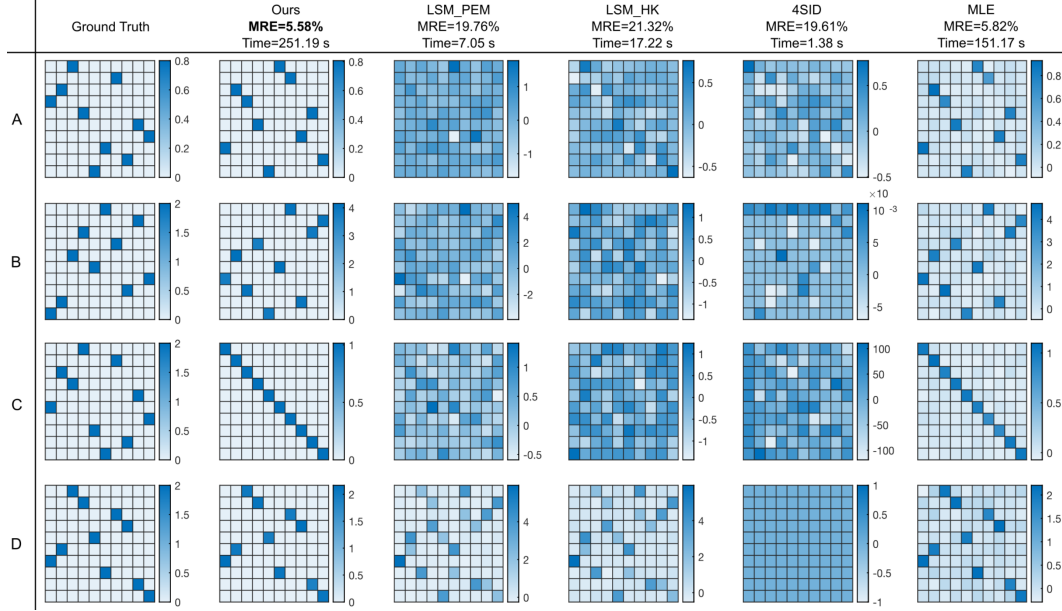 Ours LSM_PEM LSM_HK 4SID MLE
Ground Truth MRE=5.58% MRE=19.76% MRE=21.32% MRE=19.61% MRE=5.82%
Time=251.19 s Time=7.05 s Time=17.22 s Time=1.38 s Time=151.17 s
A
0.8 0.6 0.4 0.2 0
0.8 0.6 0.4 0.2 0
1 0 -1
0.5 0 -0.5
0.5 0 -0.5
0.8 0.6 0.4 0.2 0
B
2 1.5 1 0.5 0
4 3 2 1 0
4 2 0 -2
1 0.5 0 -0.5 -1
×10 -3
10 5 0 -5
4 3 2 1 0
C
2 1.5 1 0.5 0
1 0.5 0
1 0.5 0 -0.5
1 0.5 0 -0.5 -1
100 50 0 -50 -100
1 0.5 0
D
2 1.5 1 0.5 0
2 1.5 1 0.5 0
4 2 0
4 2 0
1 0.5 0 -0.5 -1
2 1.5 1 0.5 0